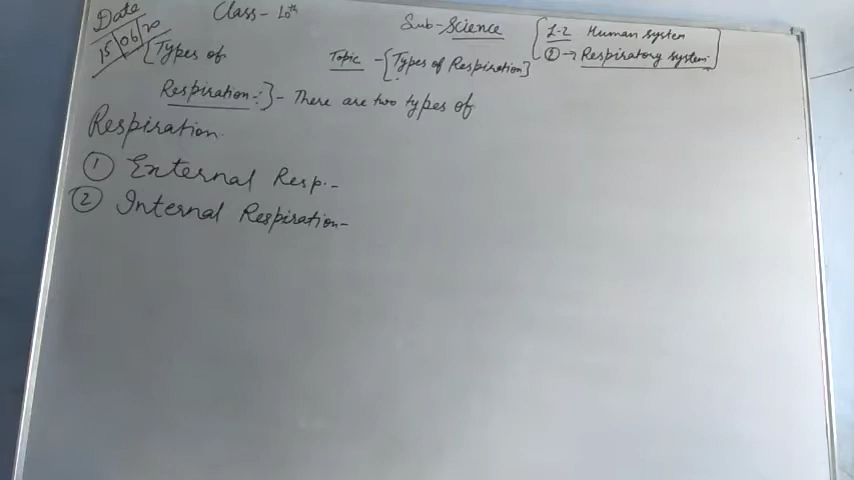 Date
15/06/20
Class- 10th
Sub-Science
L-2 Human system
② → Respiratory system.
Topic - [Types of Respiration]
[Types of
Respiration:-]- There are two types of
Respiration.
① External Resp.-
② Internal Respiration-